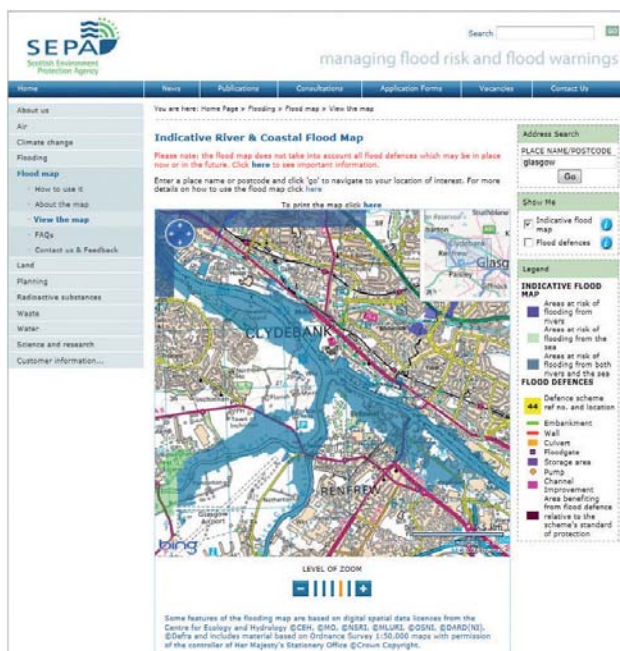 SEPA
Scottish Environment
Protection Agency
Search
GO
managing flood risk and flood warnings
Home
News
Publications
Consultations
Application Forms
Vacancies
Contact Us
About us
Air
Climate change
Flooding
Flood map
How to use it
About the map
View the map
FAQs
Contact us & Feedback
Land
Planning
Radioactive substances
Waste
Water
Science and research
Customer information...
You are here: Home Page > Flooding > Flood map > View the map
Indicative River & Coastal Flood Map
Please note: the flood map does not take into account all flood defences which may be in place
now or in the future. Click here to see important information.
Enter a place name or postcode and click 'go' to navigate to your location of interest. For more
details on how to use the flood map click here
To print the map click here
Clydebank
Renfrew
Paisley
Glasg
CLYDEBANK
Inchinnan
RENFREW
Glasgow
Airport
bing
LEVEL OF ZOOM
Some features of the flooding map are based on digital spatial data licences from the
Centre for Ecology and Hydrology ©CEH, ©MO, ©NSRI, ©MLURI, ©OSNI, ©DARD(NI),
©Defra and includes material based on Ordnance Survey 1:50,000 maps with permission
of the controller of Her Majesty's Stationery Office ©Crown Copyright.
Address Search
PLACE NAME/POSTCODE
glasgow
Go
Show Me
Indicative flood
map
Flood defences
Legend
INDICATIVE FLOOD
MAP
Areas at risk of
flooding from
rivers
Areas at risk of
flooding from the
sea
Areas at risk of
flooding from both
rivers and the sea
FLOOD DEFENCES
44
Defence scheme
ref no. and location
Embankment
Wall
Culvert
Floodgate
Storage area
Pump
Channel
Improvement
Area benefiting
from flood defence
relative to the
scheme's standard
of protection